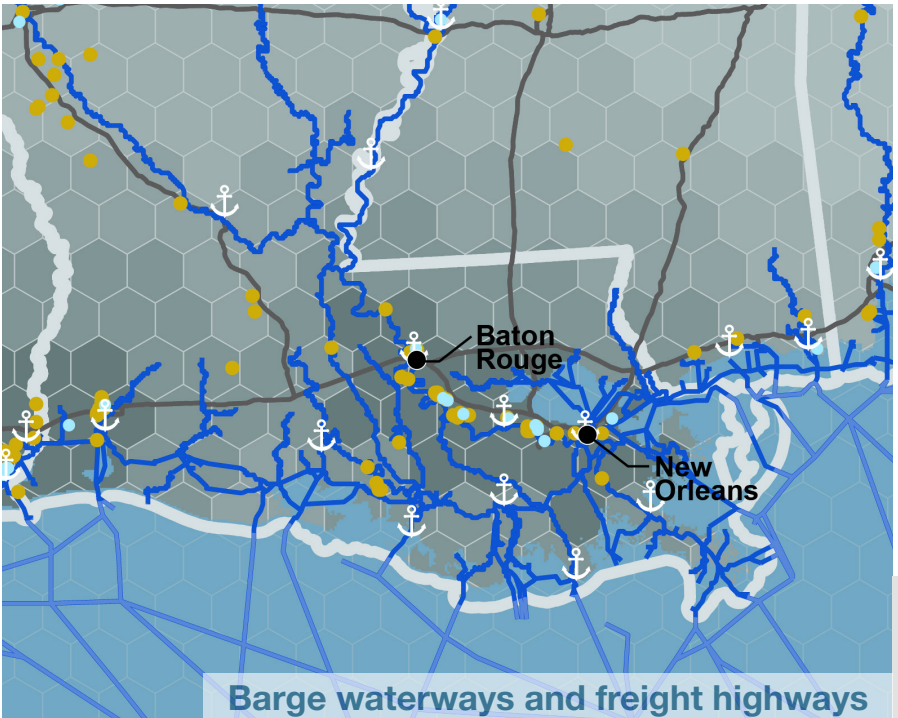 Baton
Rouge
New
Orleans
Barge waterways and freight highways